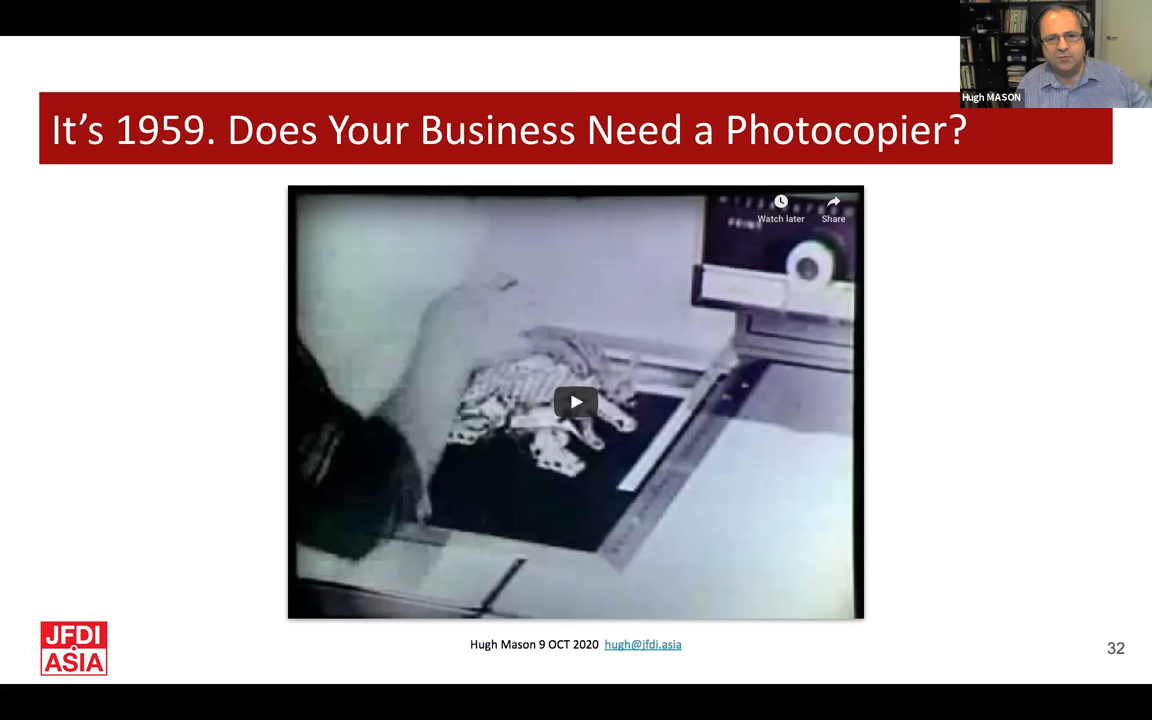 Hugh MASON
It’s 1959. Does Your Business Need a Photocopier?
Watch later
Share
PRINT
JFDI
ASIA
Hugh Mason 9 OCT 2020 hugh@jfdi.asia
32